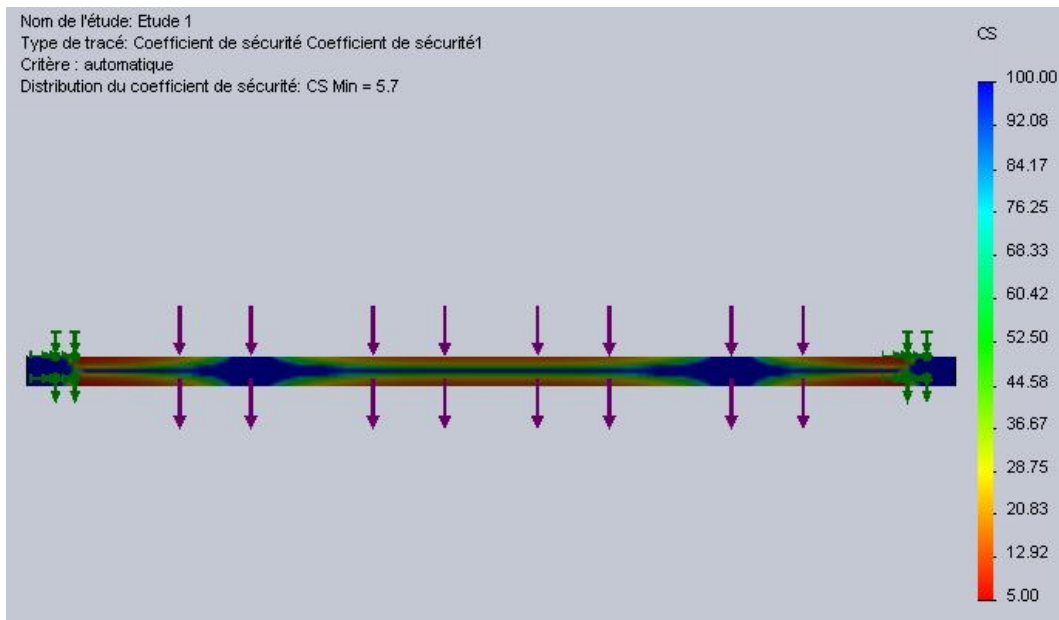 Nom de l'étude: Etude 1
Type de tracé: Coefficient de sécurité Coefficient de sécurité1
Critère : automatique
Distribution du coefficient de sécurité: CS Min = 5.7
CS
100.00
92.08
84.17
76.25
68.33
60.42
52.50
44.58
36.67
28.75
20.83
12.92
5.00